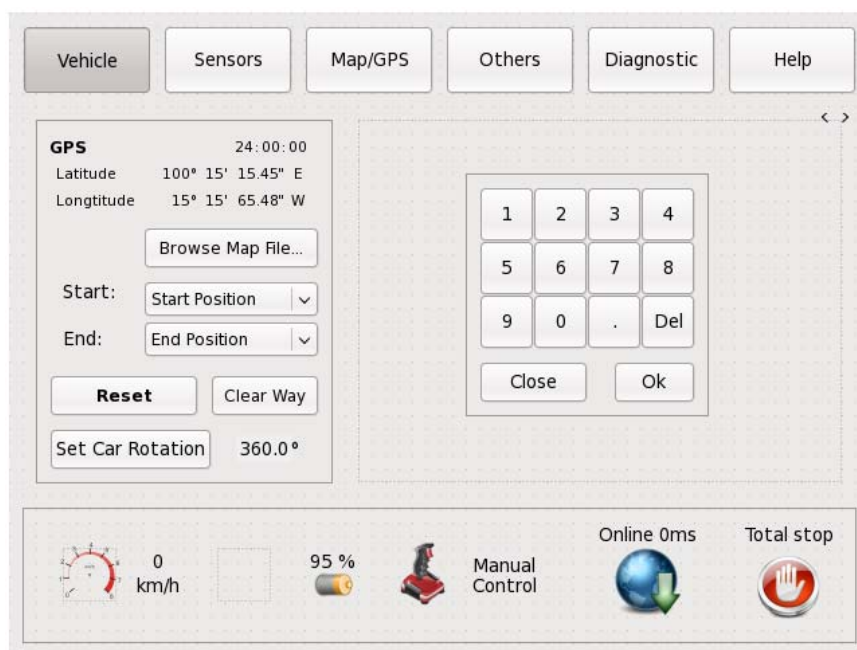 Vehicle Sensors Map/GPS Others Diagnostic Help
< >
GPS 24:00:00
Latitude 100° 15' 15.45" E
Longtitude 15° 15' 65.48" W
Browse Map File...
Start: Start Position
End: End Position
Reset Clear Way
Set Car Rotation 360.0°
1 2 3 4
5 6 7 8
9 0 . Del
Close Ok
0
km/h
95 %
Manual
Control
Online 0ms
Total stop